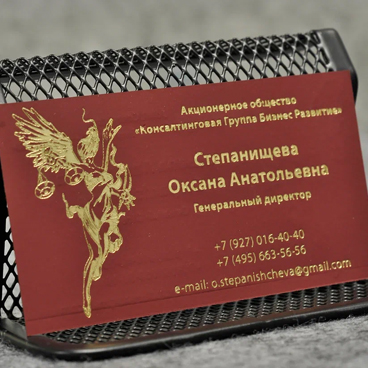 Акционерное общество
«Консалтинговая Группа Бизнес Развитие»
Степанищева
Оксана Анатольевна
Генеральный директор
+7 (927) 016-40-40
+7 (495) 663-56-56
e-mail: o.stepanishcheva@gmail.com